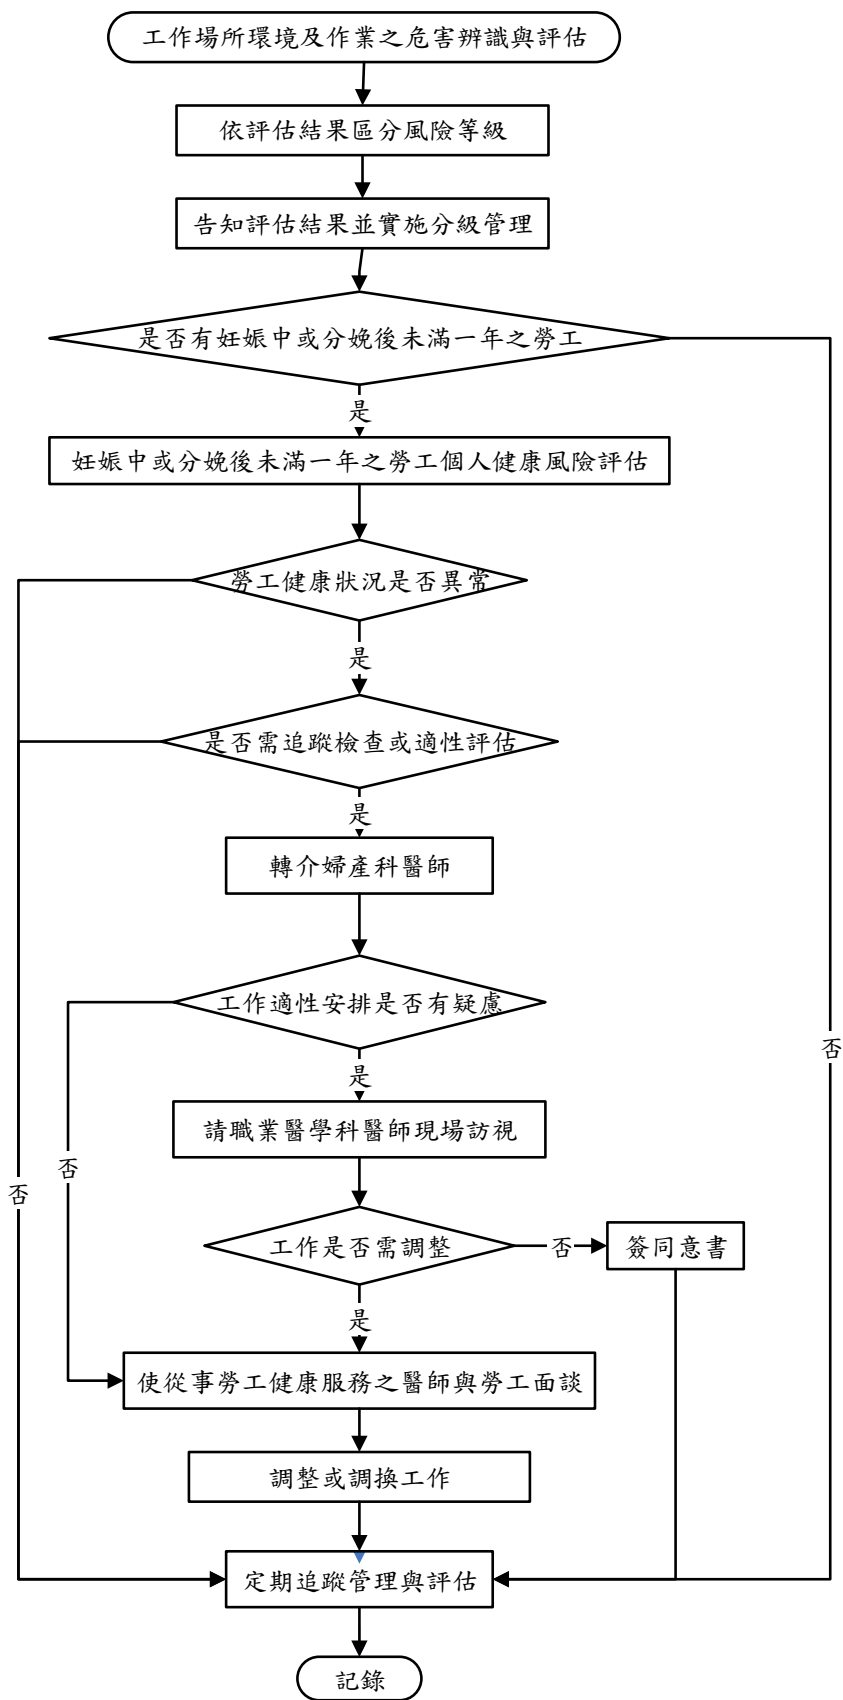 工作場所環境及作業之危害辨識與評估
依評估結果區分風險等級
告知評估結果並實施分級管理
是否有妊娠中或分娩後未滿一年之勞工
是
妊娠中或分娩後未滿一年之勞工個人健康風險評估
勞工健康狀況是否異常
是
是否需追蹤檢查或適性評估
是
轉介婦產科醫師
工作適性安排是否有疑慮
否
是
請職業醫學科醫師現場訪視
否
否
工作是否需調整
否
簽同意書
是
使從事勞工健康服務之醫師與勞工面談
調整或調換工作
定期追蹤管理與評估
記錄